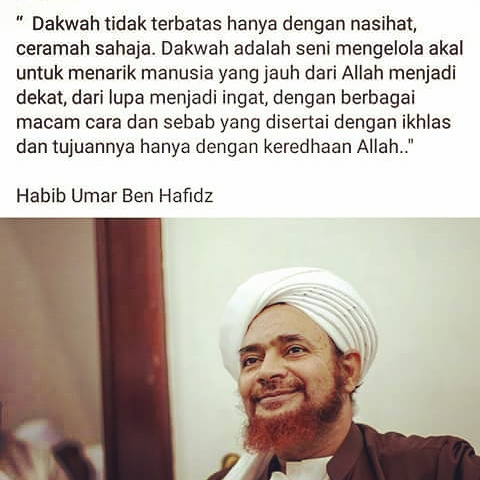 “ Dakwah tidak terbatas hanya dengan nasihat,
ceramah sahaja. Dakwah adalah seni mengelola akal
untuk menarik manusia yang jauh dari Allah menjadi
dekat, dari lupa menjadi ingat, dengan berbagai
macam cara dan sebab yang disertai dengan ikhlas
dan tujuannya hanya dengan keredhaan Allah.."
Habib Umar Ben Hafidz